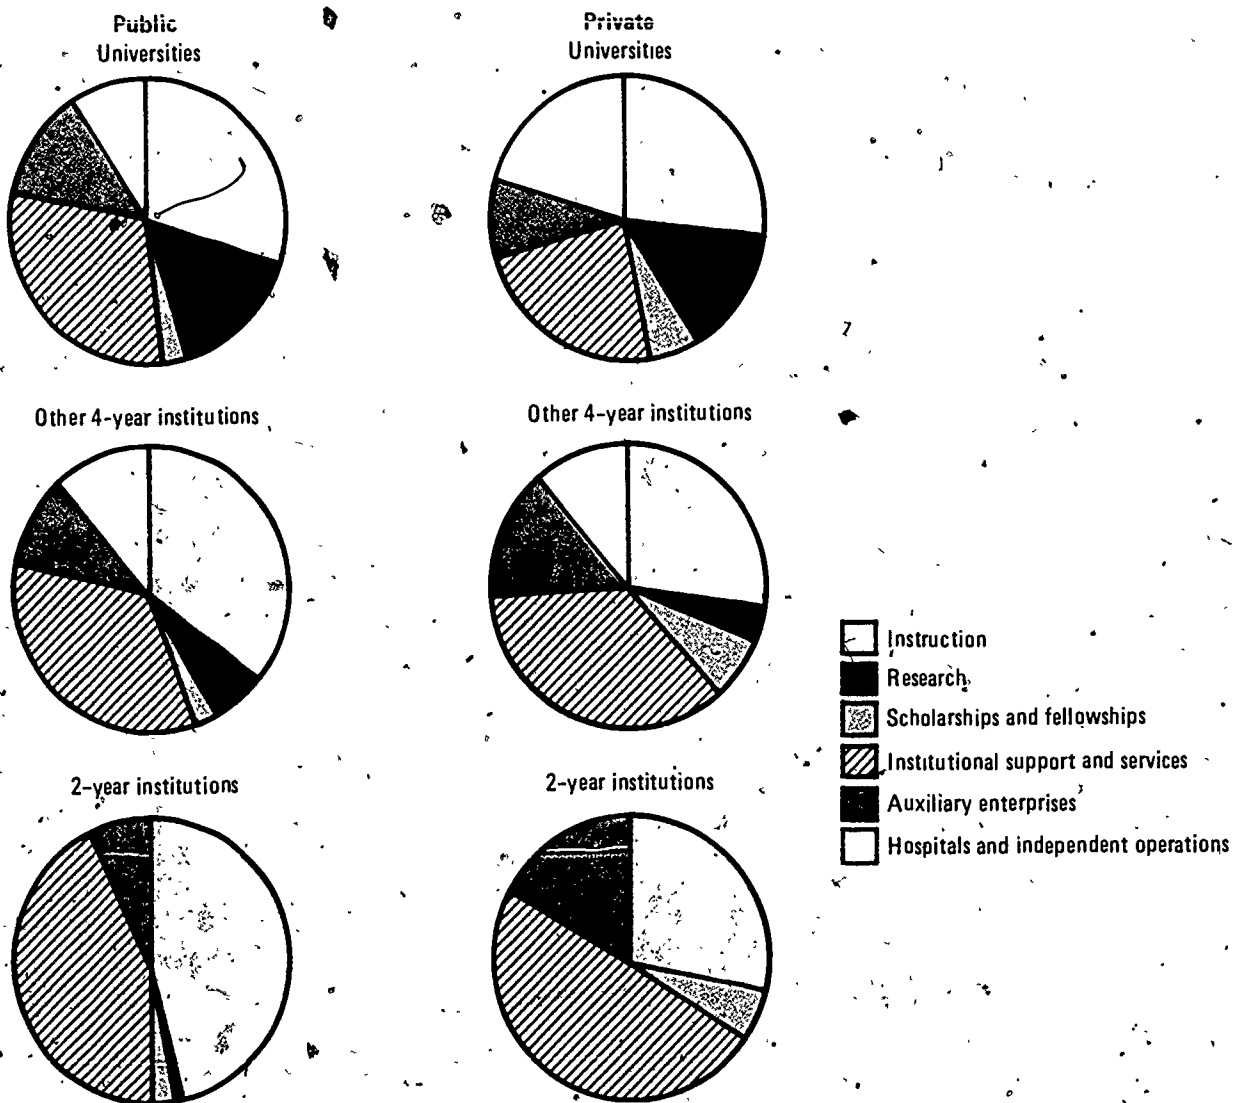 Public
Universities
Private
Universities
Other 4-year institutions
Other 4-year institutions
2-year institutions
2-year institutions
Instruction
Research
Scholarships and fellowships
Institutional support and services
Auxiliary enterprises
Hospitals and independent operations